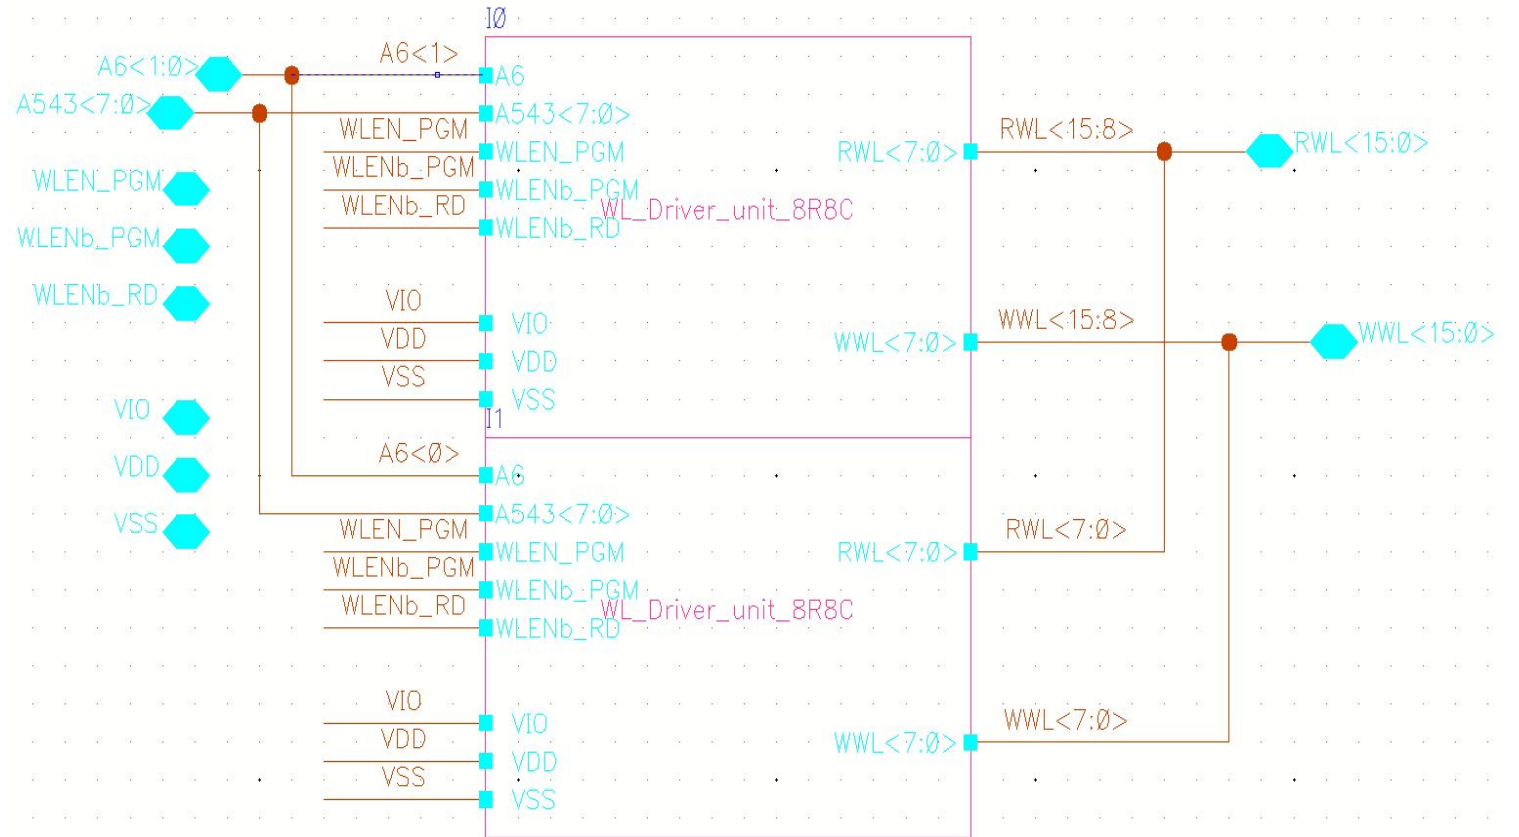 I0
A6<1:0>
A6<1>
A6
A543<7:0>
A543<7:0>
WLEN_PGM
WLEN_PGM
WLENb_PGM
WLENb_PGM
WLENb_RD
WLENb_RD
WL_Driver_unit_8R8C
RWL<7:0>
RWL<15:8>
RWL<15:0>
WLEN_PGM
WLENb_PGM
WLENb_RD
VIO
VIO
VDD
VDD
VSS
VSS
WWL<7:0>
WWL<15:8>
WWL<15:0>
VIO
VDD
VSS
I1
A6<0>
A6
A543<7:0>
WLEN_PGM
WLEN_PGM
WLENb_PGM
WLENb_PGM
WLENb_RD
WLENb_RD
WL_Driver_unit_8R8C
RWL<7:0>
RWL<7:0>
VIO
VIO
VDD
VDD
VSS
VSS
WWL<7:0>
WWL<7:0>